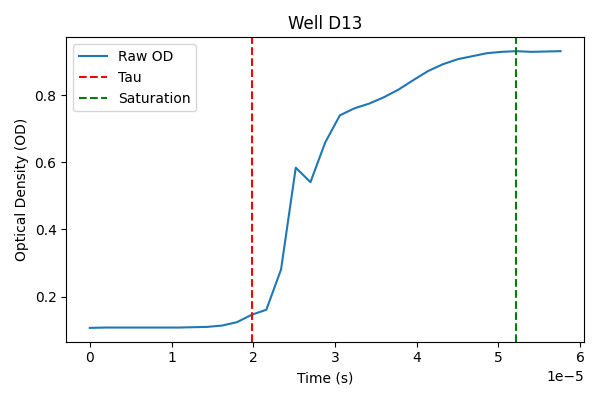 Well D13
Raw OD
Tau
Saturation
Optical Density (OD)
0.8
0.6
0.4
0.2
0 1 2 3 4 5 6
1e−5
Time (s)